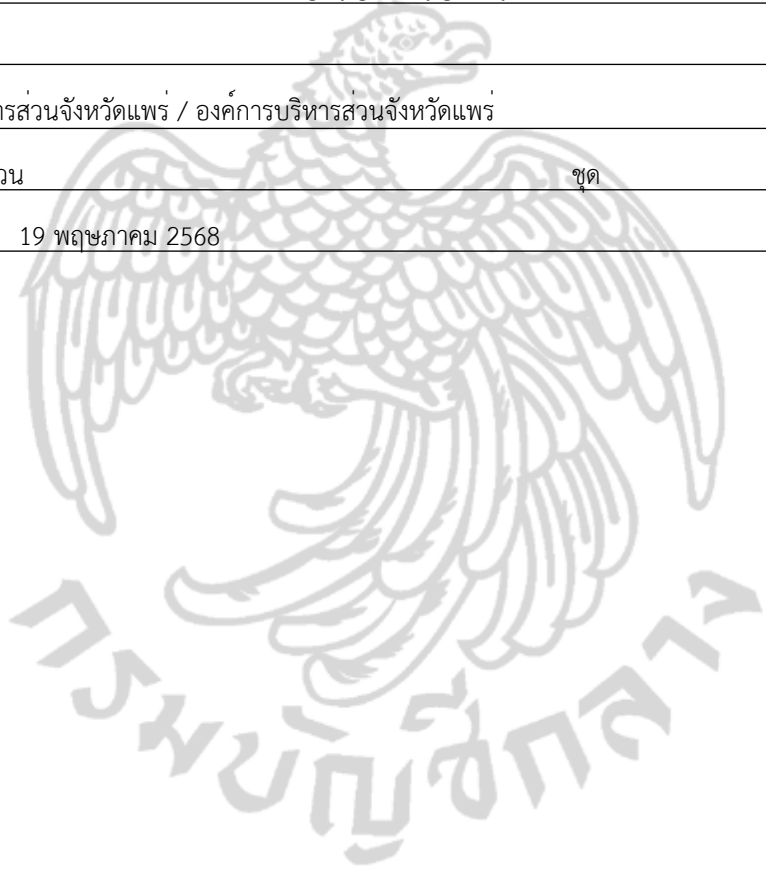 ารส่วนจังหวัดแพร่ / องค์การบริหารส่วนจังหวัดแพร่
วน ชุด
19 พฤษภาคม 2568
กรมบัญชีกลาง